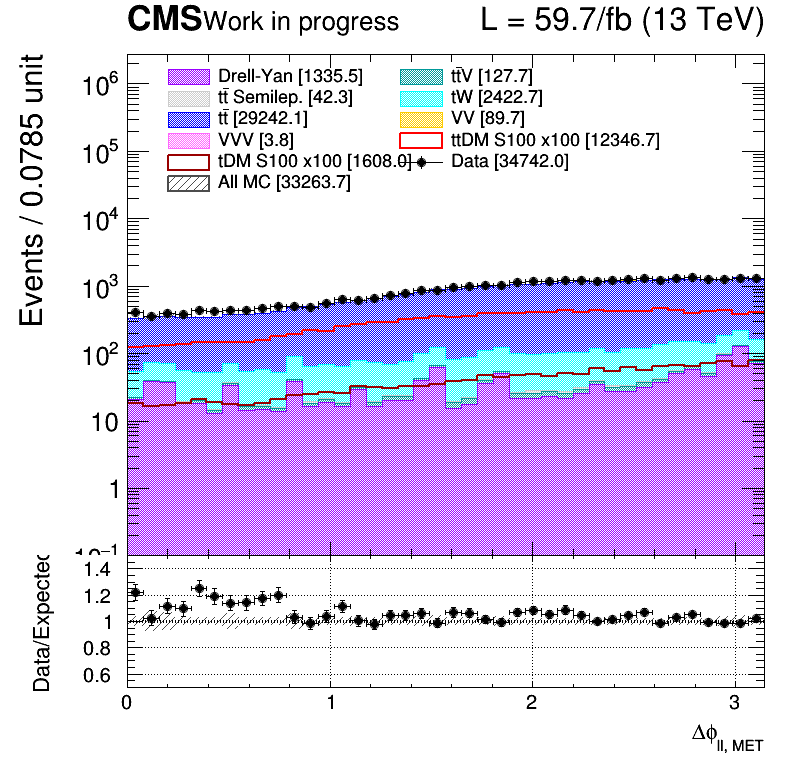 CMS Work in progress L = 59.7/fb (13 TeV)
Events / 0.0785 unit
10⁶
10⁵
10⁴
10³
10²
10
1
10⁻¹
Drell-Yan [1335.5] tt̄V [127.7]
tt̄ Semilep. [42.3] tW [2422.7]
tt̄ [29242.1] VV [89.7]
VVV [3.8] ttDM S100 x100 [12346.7]
tDM S100 x100 [1608.0] Data [34742.0]
All MC [33263.7]
Data/Expected
1.4
1.2
1
0.8
0.6
0 1 2 3
Δϕll, MET